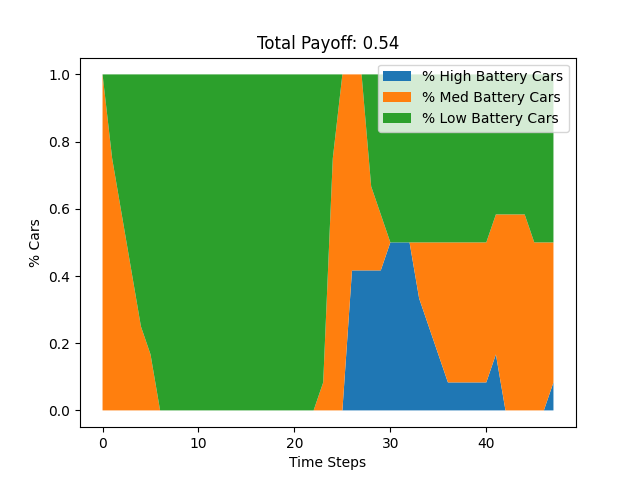 Total Payoff: 0.54
1.0
0.8
0.6
0.4
0.2
0.0
% Cars
% High Battery Cars
% Med Battery Cars
% Low Battery Cars
0 10 20 30 40
Time Steps